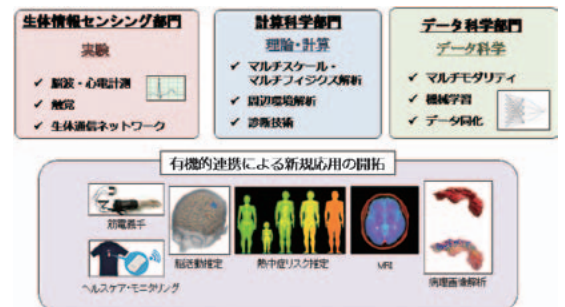 生体情報センシング部門
実験
✓ 脳波・心電計測
✓ 触覚
✓ 生体通信ネットワーク
計算科学部門
理論・計算
✓ マルチスケール・
マルチフィジクス解析
✓ 周辺環境解析
✓ 診断技術
データ科学部門
データ科学
✓ マルチモダリティ
✓ 機械学習
✓ データ同化
有機的連携による新規応用の開拓
筋電義手
ヘルスケア・モニタリング
脳活動推定
熱中症リスク推定
MRI
病理画像解析